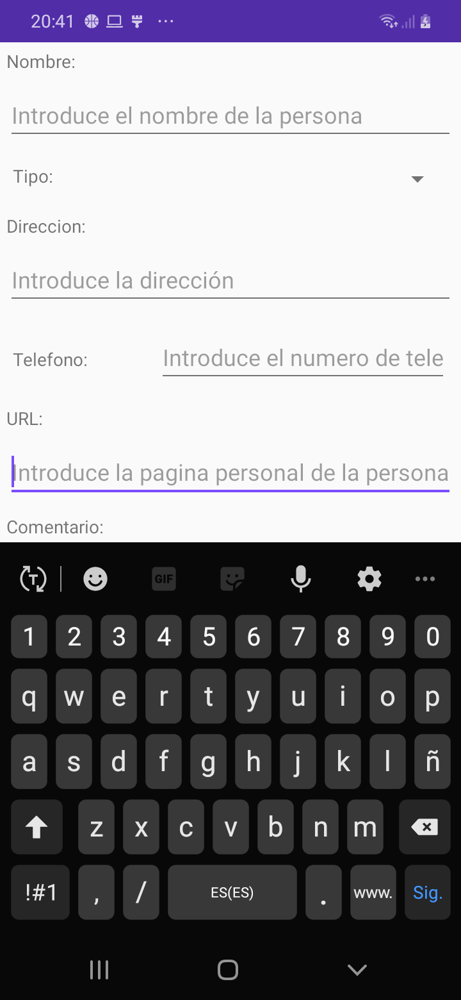 20:41
Nombre:
Introduce el nombre de la persona
Tipo:
Direccion:
Introduce la dirección
Telefono:
Introduce el numero de tele
URL:
Introduce la pagina personal de la persona
Comentario:
T
GIF
1 2 3 4 5 6 7 8 9 0
q w e r t y u i o p
a s d f g h j k l ñ
z x c v b n m
!#1 , / ES(ES) . www. Sig.